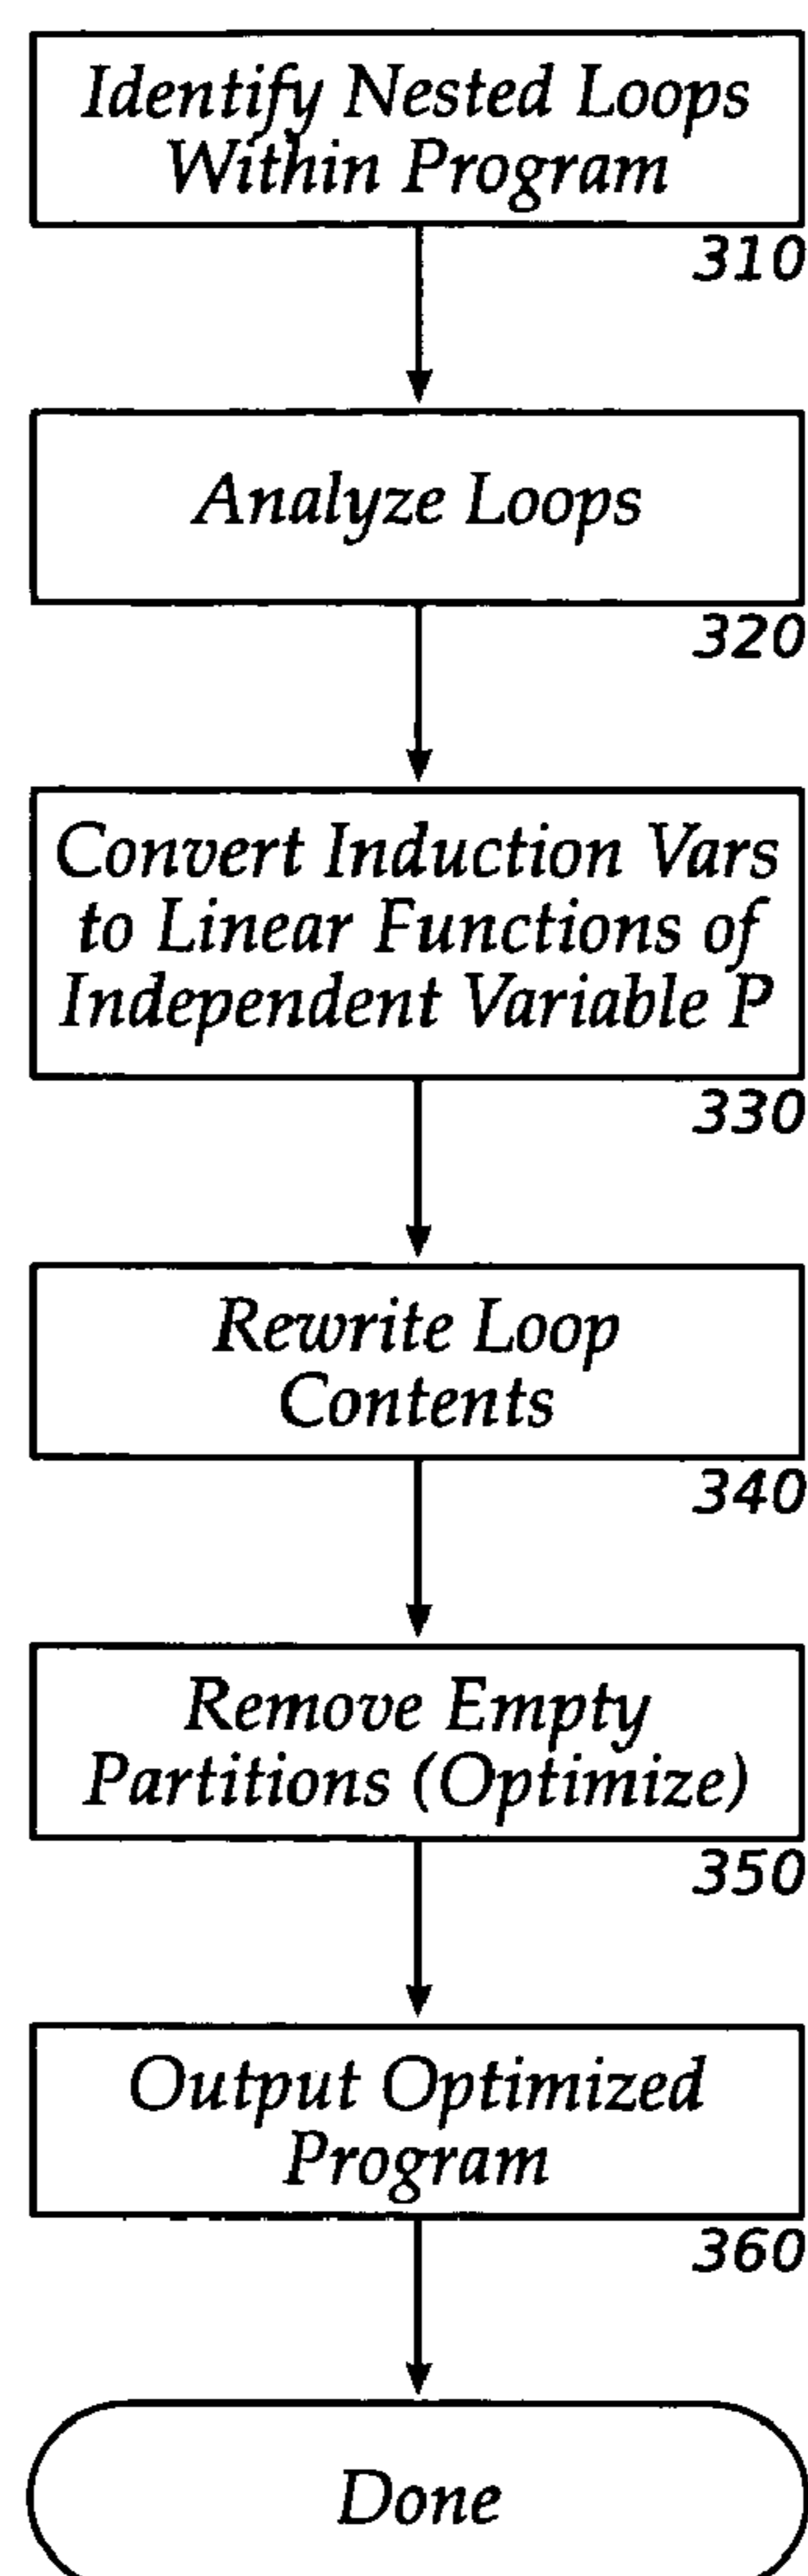 Identify Nested Loops
Within Program
310
Analyze Loops
320
Convert Induction Vars
to Linear Functions of
Independent Variable P
330
Rewrite Loop
Contents
340
Remove Empty
Partitions (Optimize)
350
Output Optimized
Program
360
Done